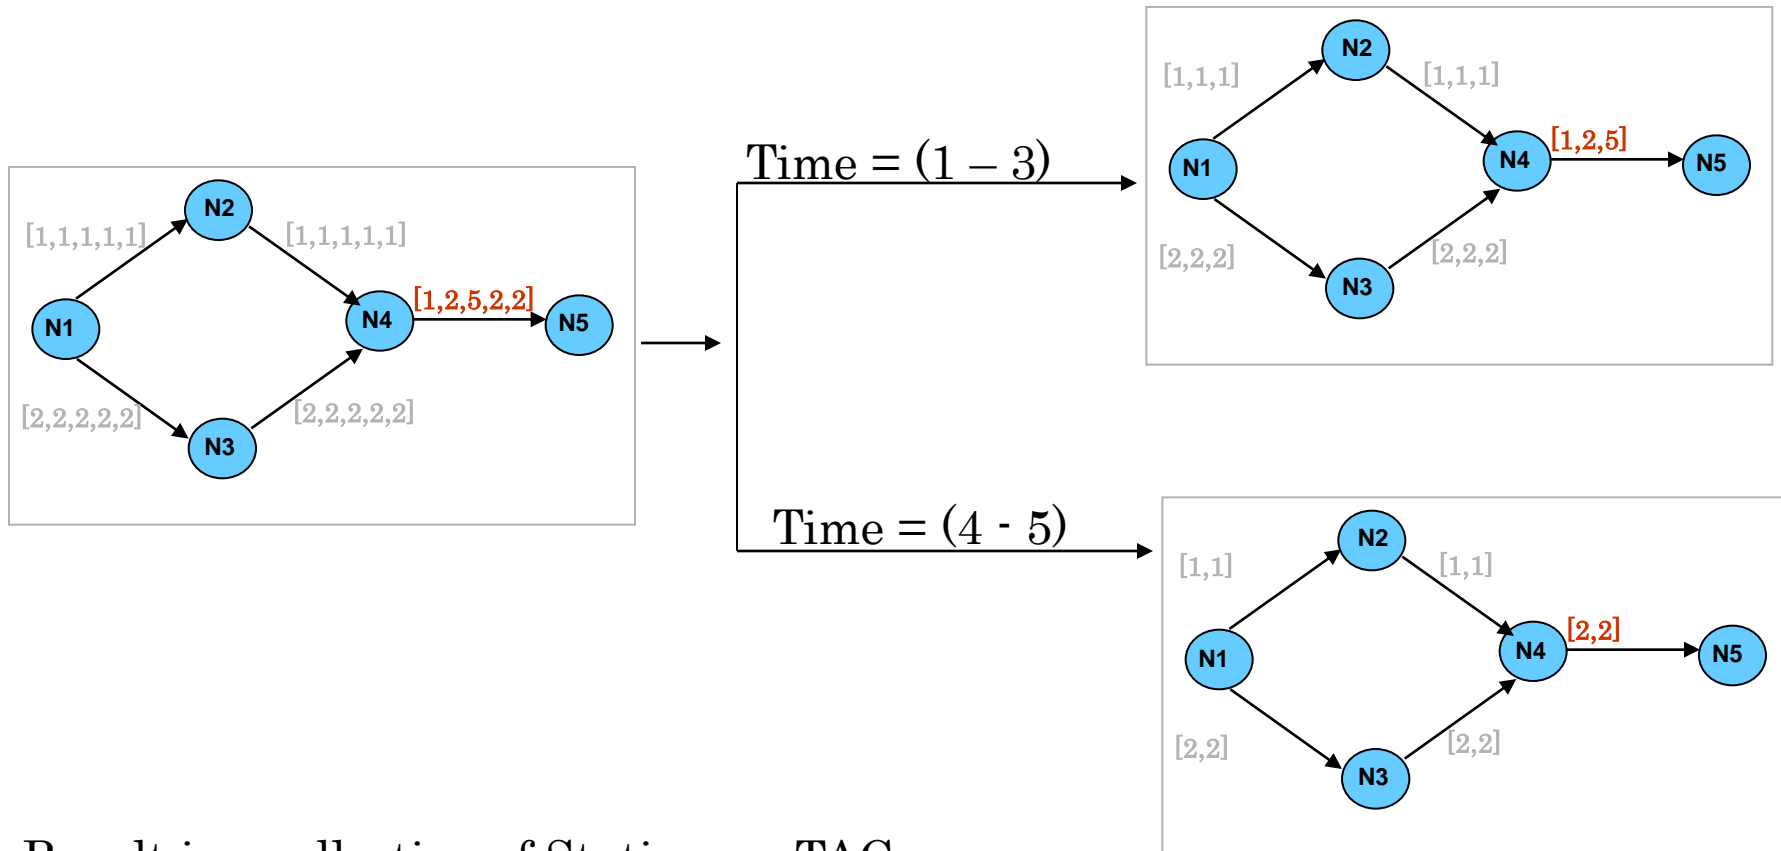 N2
[1,1,1,1,1]
[1,1,1,1,1]
N1
N4
[1,2,5,2,2]
N5
[2,2,2,2,2]
[2,2,2,2,2]
N3
Time = (1 – 3)
N2
[1,1,1]
[1,1,1]
N1
N4
[1,2,5]
N5
[2,2,2]
[2,2,2]
N3
Time = (4 - 5)
N2
[1,1]
[1,1]
N1
N4
[2,2]
N5
[2,2]
[2,2]
N3
TAG